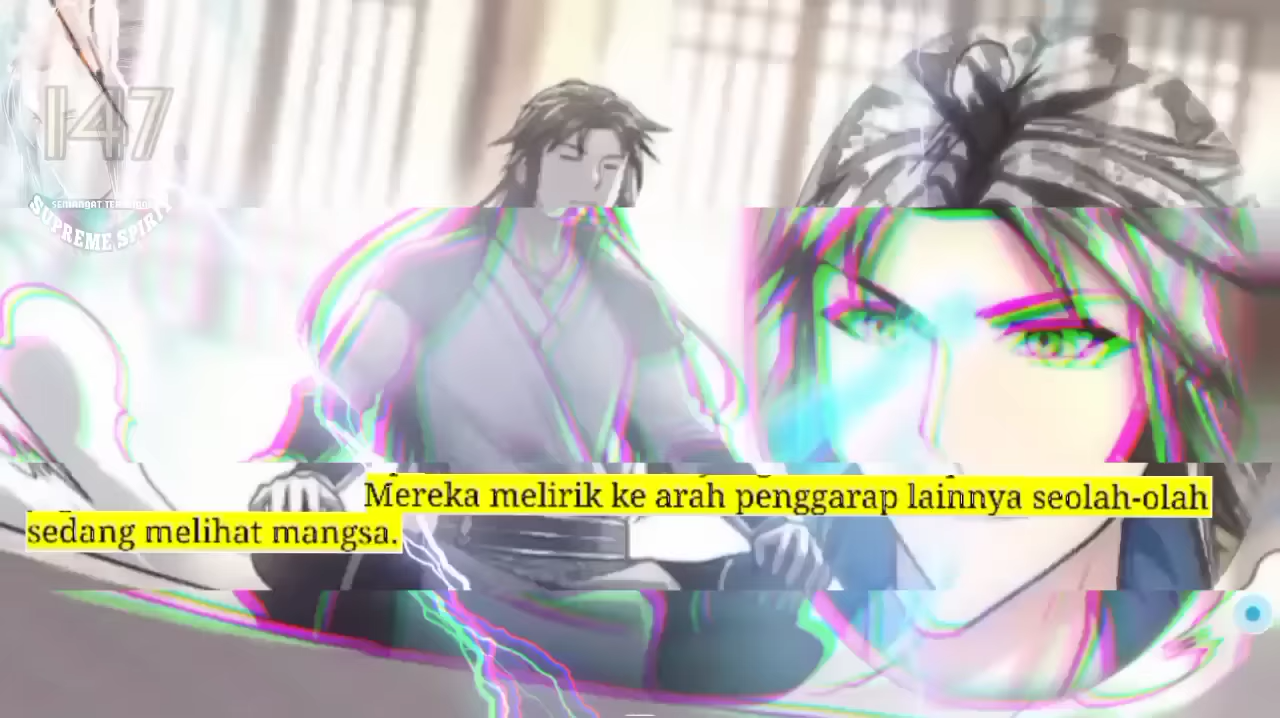 147
SUPREME SPIRIT
Mereka melirik ke arah penggarap lainnya seolah-olah
sedang melihat mangsa.